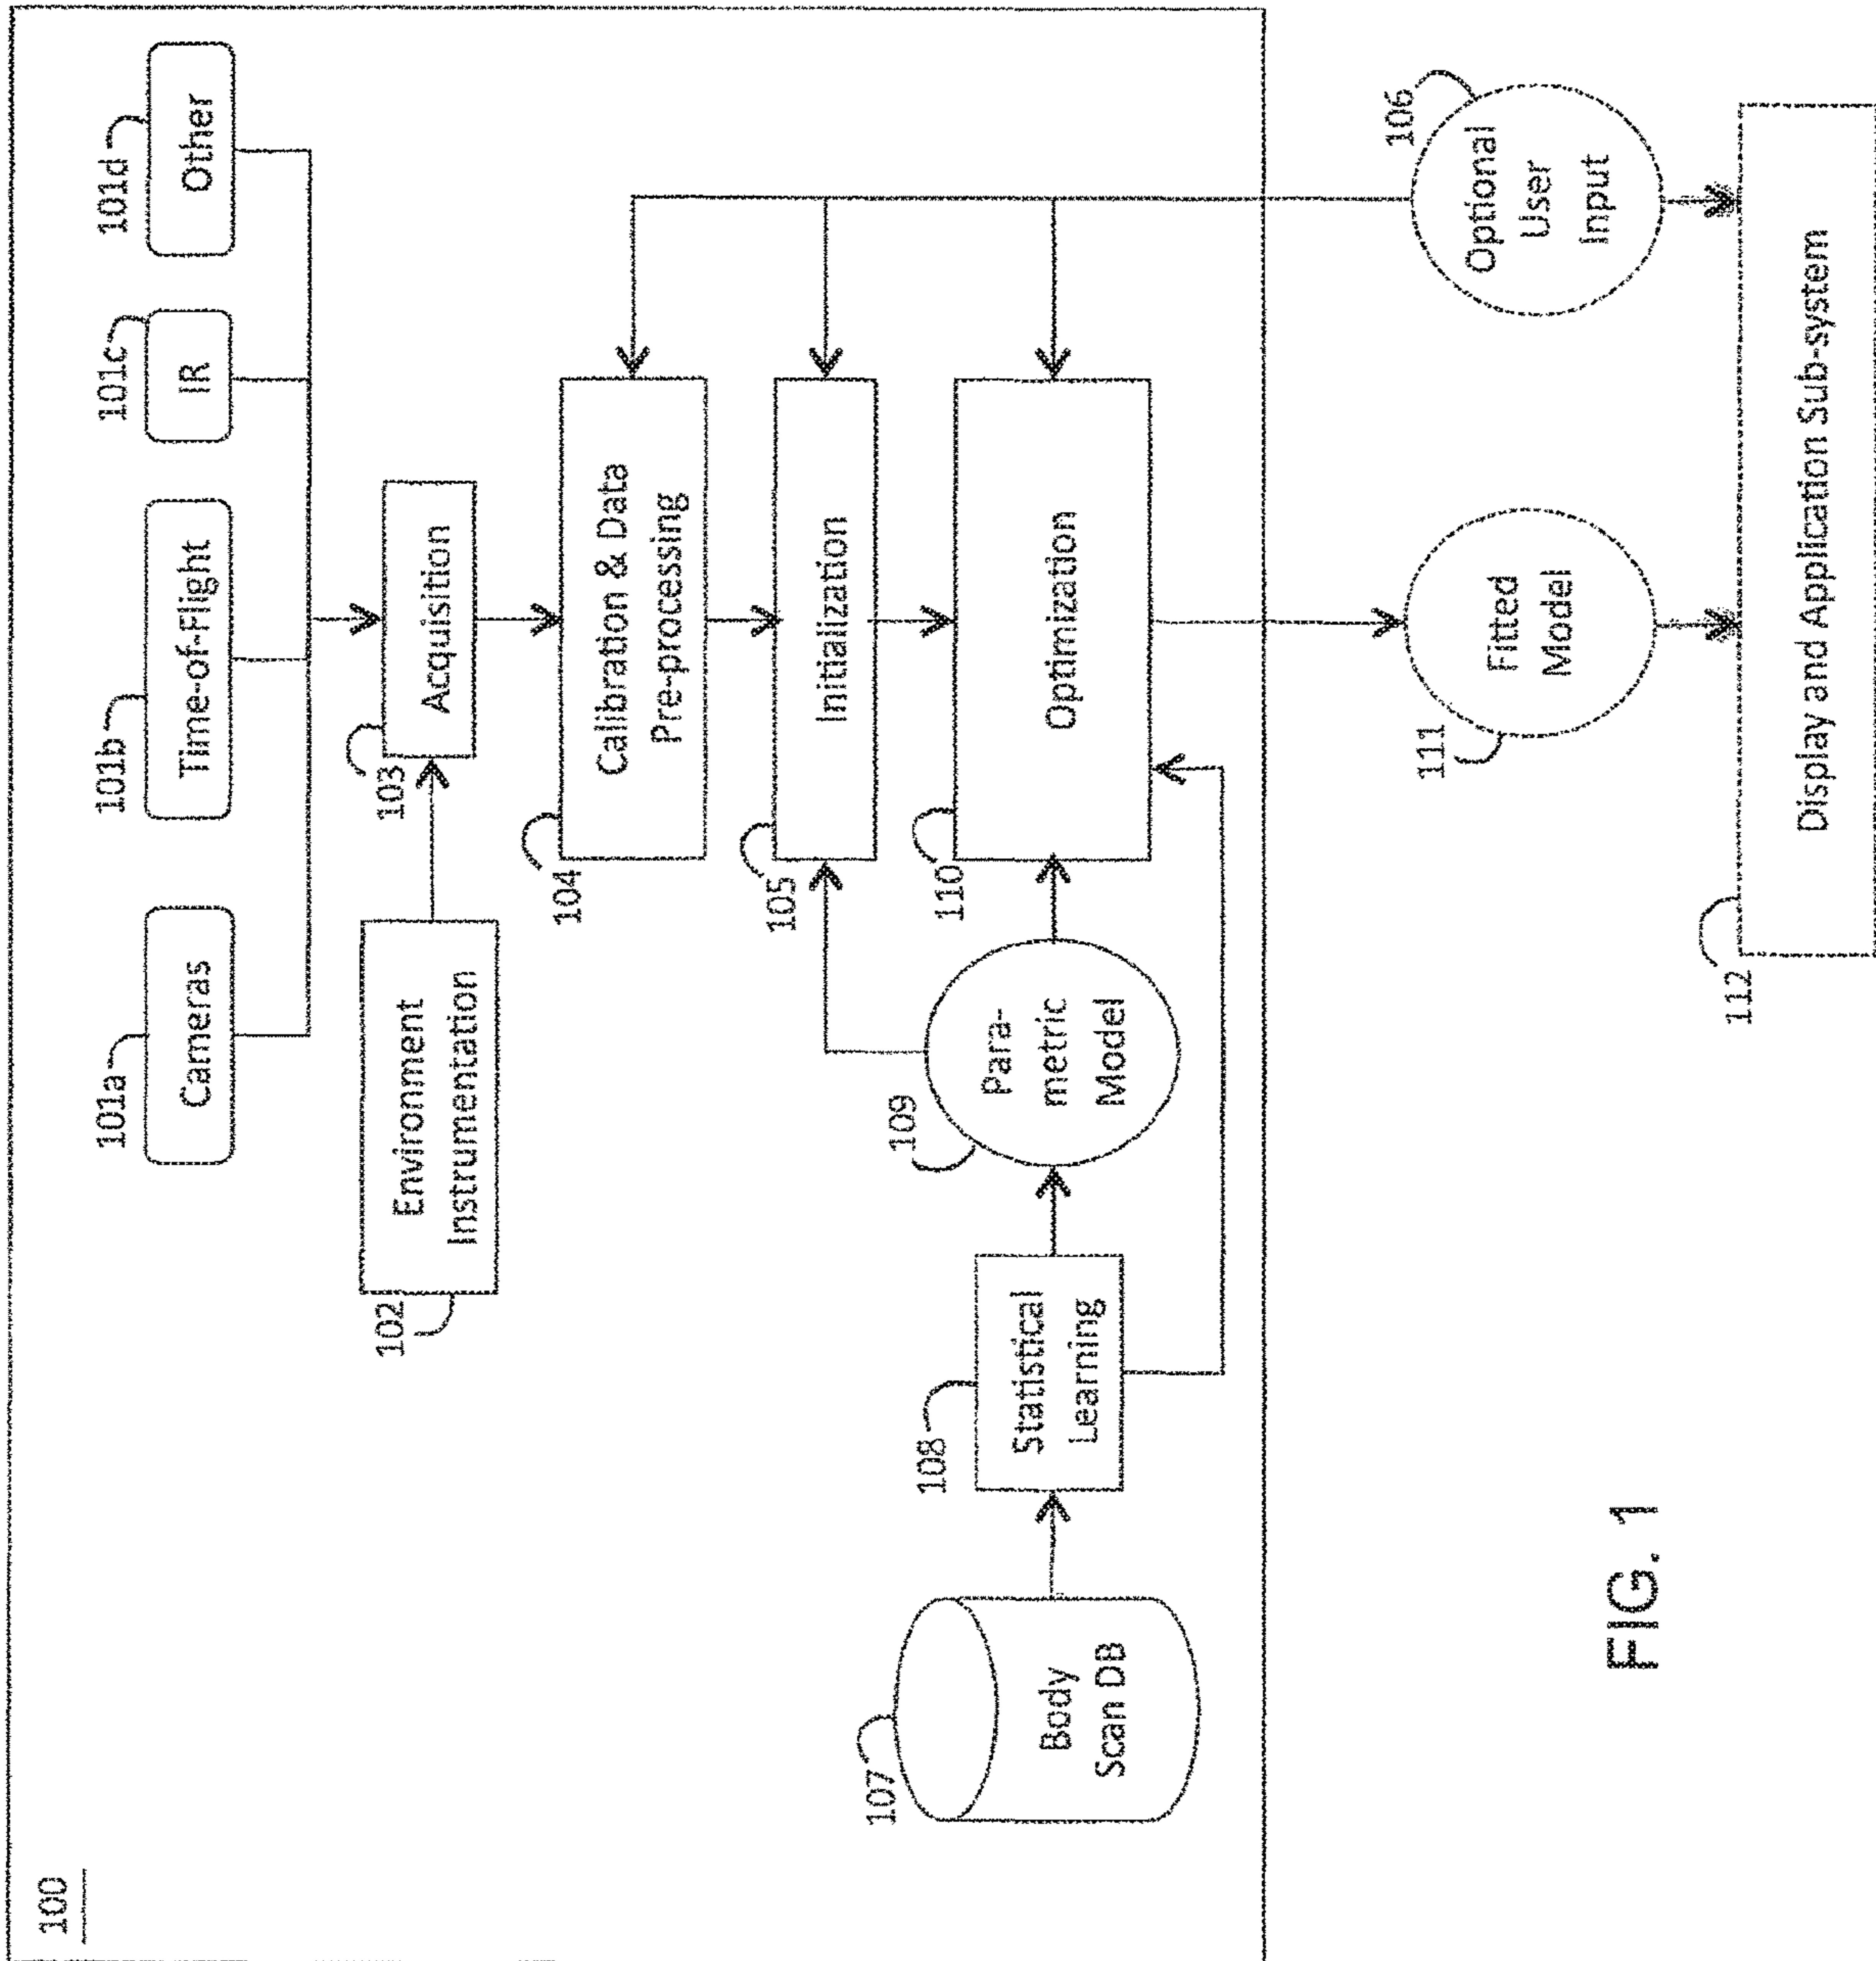 100
101a
Cameras
101b
Time-of-Flight
101c
IR
101d
Other
102
Environment
Instrumentation
103
Acquisition
104
Calibration & Data
Pre-processing
105
Initialization
106
Optional
User
Input
107
Body
Scan DB
108
Statistical
Learning
109
Para-
metric
Model
110
Optimization
111
Fitted
Model
112
Display and Application Sub-system
FIG. 1